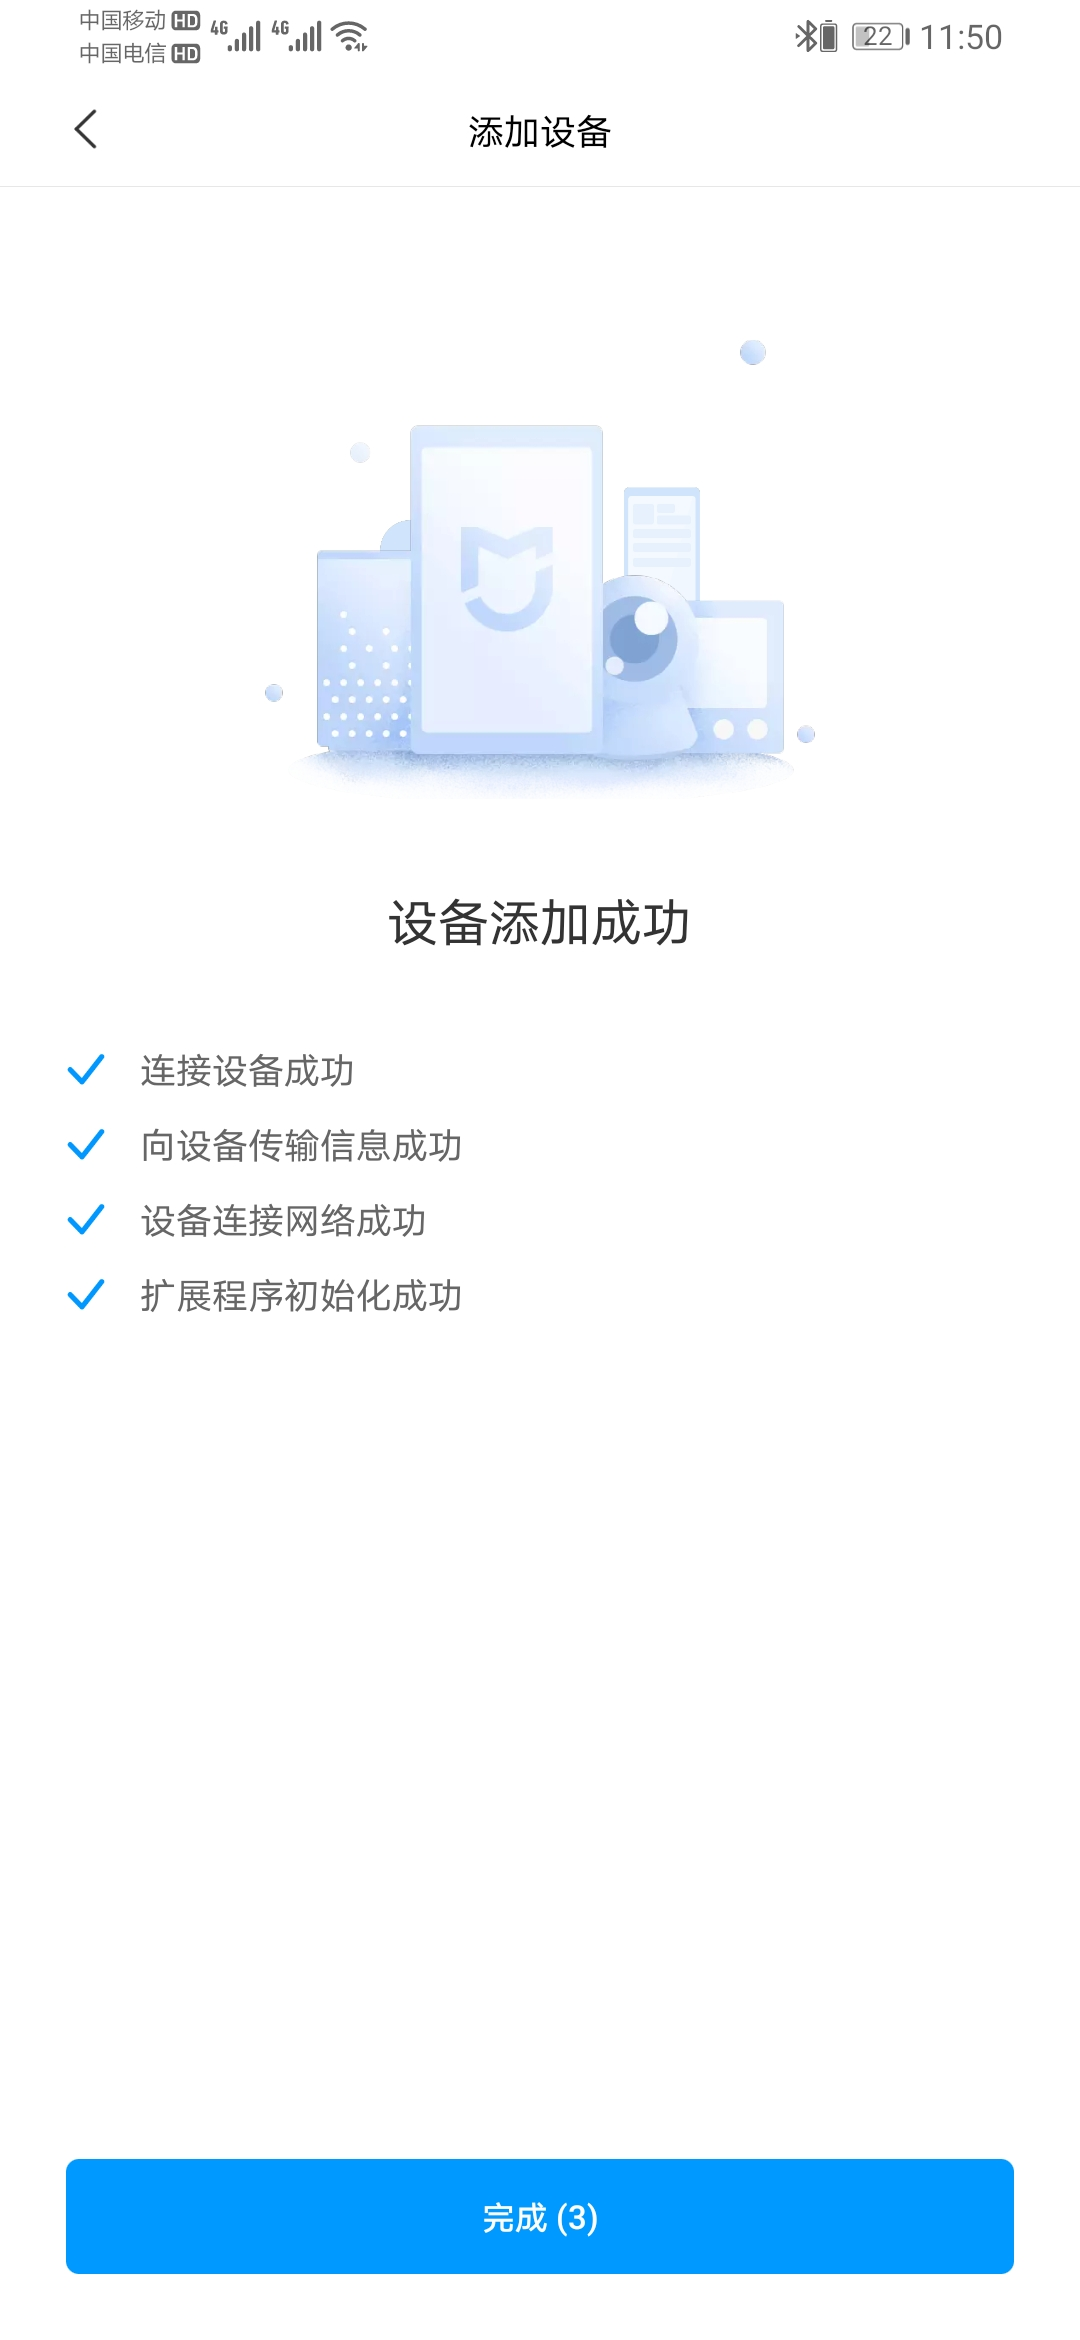 中国移动 HD 4G 4G 22 11:50
中国电信 HD
添加设备
设备添加成功
连接设备成功
向设备传输信息成功
设备连接网络成功
扩展程序初始化成功
完成 (3)